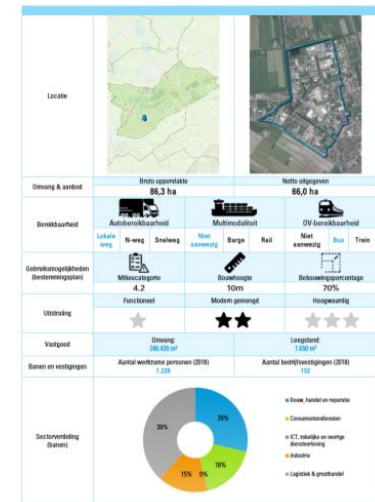 Locatie
Omvang & aanbod
Bruto oppervlakte
86,3 ha
Netto uitgegeven
66,0 ha
Bereikbaarheid
Autobereikbaarheid
Multimodaliteit
OV-bereikbaarheid
Lokale weg
N-weg
Snelweg
Niet aanwezig
Barge
Rail
Niet aanwezig
Bus
Trein
Gebruiksmogelijkheden
(bestemmingsplan)
Milieucategorie
4.2
Bouwhoogte
10m
Bebouwingspercentage
70%
Uitstraling
Functioneel
Modern gemengd
Hoogwaardig
Vastgoed
Omvang:
Leegstand:
Banen en vestigingen
Aantal werkzame personen (2018)
Aantal bedrijfsvestigingen (2018)
132
Sectorverdeling
(banen)
38%
15%
0%
18%
Bouw, handel en reparatie
Consumentendiensten
ICT, zakelijke en overige
dienstverlening
Industrie
Logistiek & groothandel